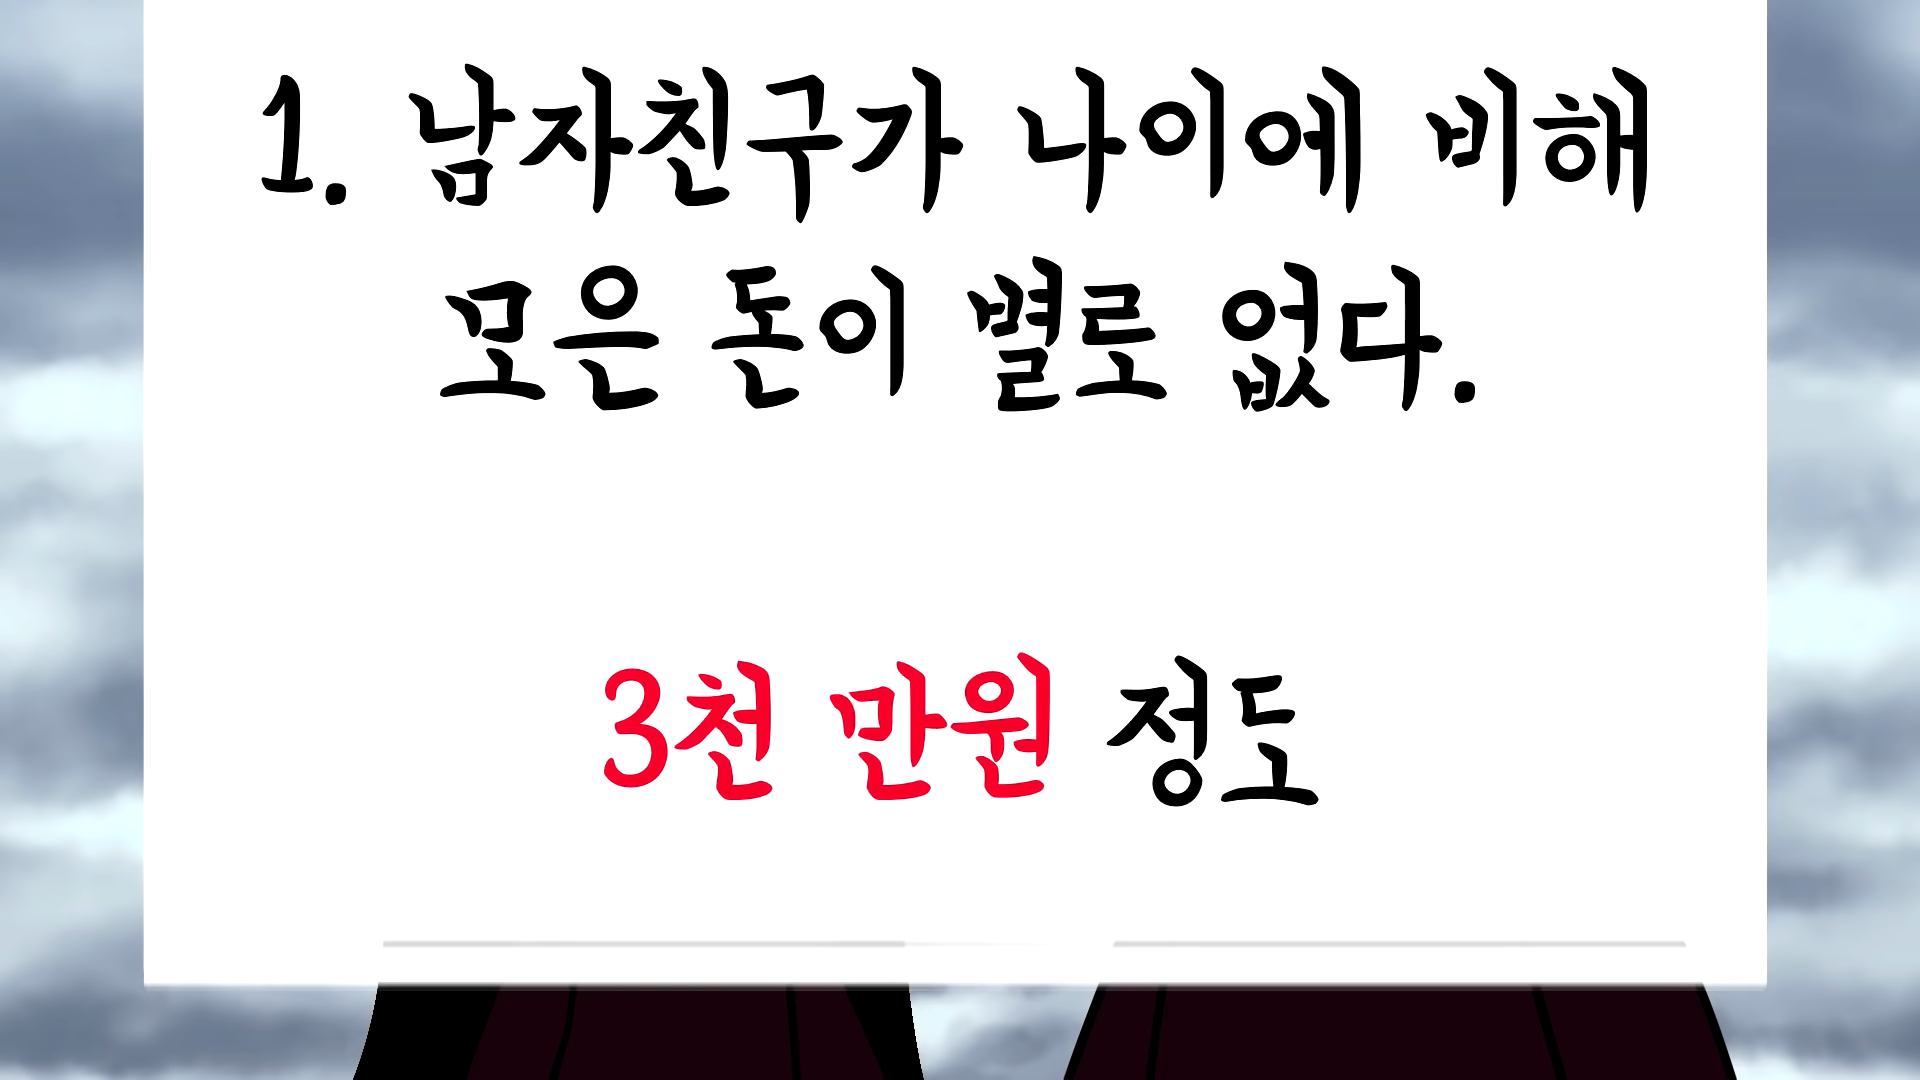 1. 남자친구가 나이에 비해
모은 돈이 별로 없다.
3천 만원 정도